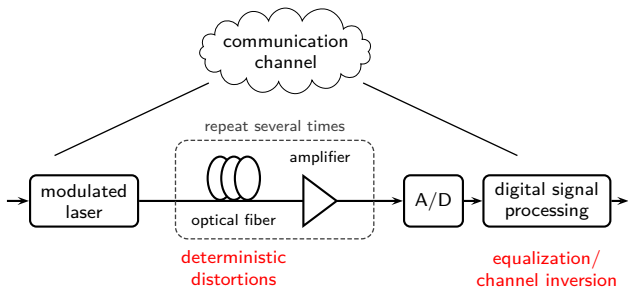 communication
channel
repeat several times
amplifier
modulated
laser
optical fiber
A/D
digital signal
processing
deterministic
distortions
equalization/
channel inversion